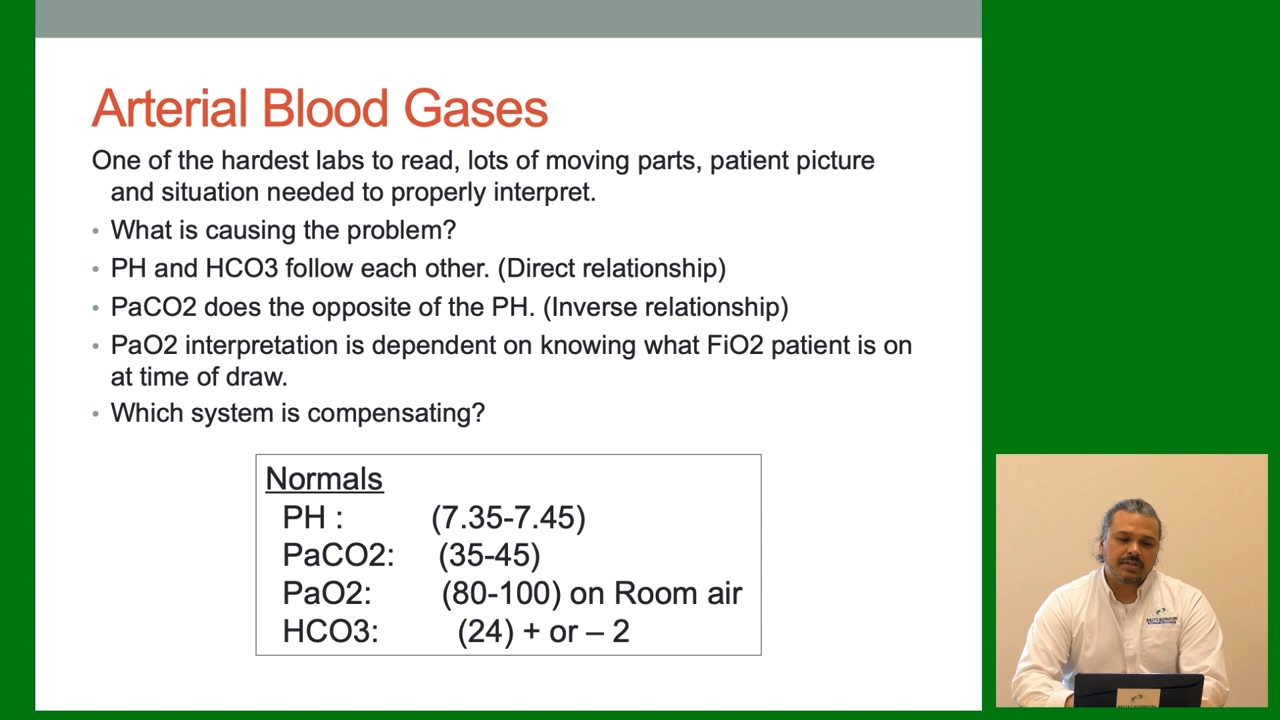 Arterial Blood Gases
One of the hardest labs to read, lots of moving parts, patient picture
and situation needed to properly interpret.
• What is causing the problem?
• PH and HCO3 follow each other. (Direct relationship)
• PaCO2 does the opposite of the PH. (Inverse relationship)
• PaO2 interpretation is dependent on knowing what FiO2 patient is on
at time of draw.
• Which system is compensating?
Normals
PH : (7.35-7.45)
PaCO2: (35-45)
PaO2: (80-100) on Room air
HCO3: (24) + or – 2